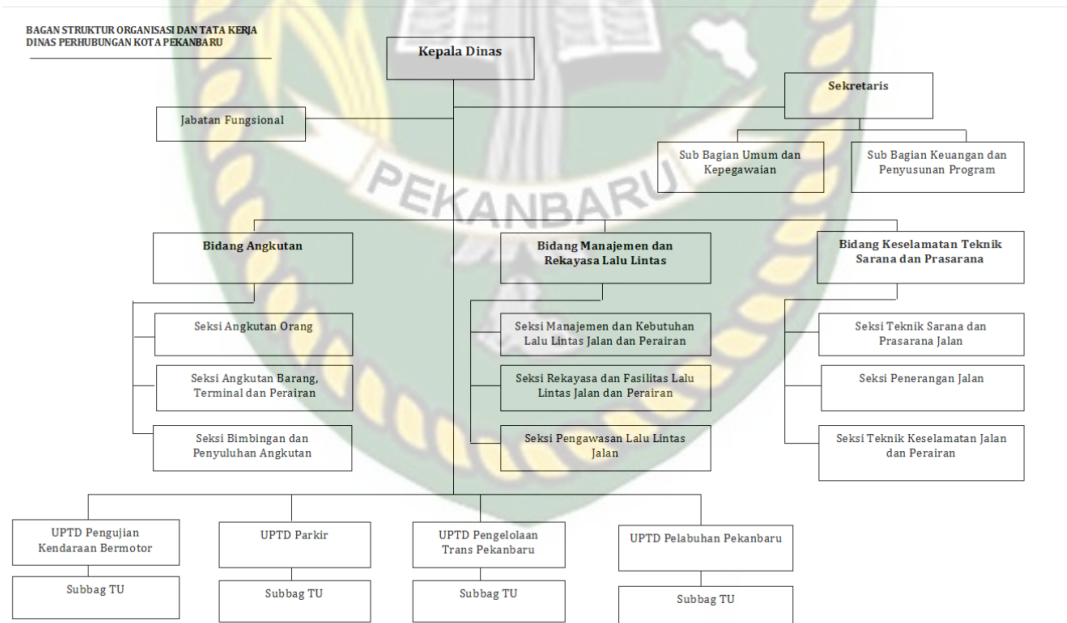 BAGAN STRUKTUR ORGANISASI DAN TATA KERJA
DINAS PERHUBUNGAN KOTA PEKANBARU
Kepala Dinas
Sekretaris
Jabatan Fungsional
Sub Bagian Umum dan
Kepegawaian
Sub Bagian Keuangan dan
Penyusunan Program
PEKANBARU
Bidang Angkutan
Bidang Manajemen dan
Rekayasa Lalu Lintas
Bidang Keselamatan Teknik
Sarana dan Prasarana
Seksi Angkutan Orang
Seksi Manajemen dan Kebutuhan
Lalu Lintas Jalan dan Perairan
Seksi Teknik Sarana dan
Prasarana Jalan
Seksi Angkutan Barang,
Terminal dan Perairan
Seksi Rekayasa dan Fasilitas Lalu
Lintas Jalan dan Perairan
Seksi Penerangan Jalan
Seksi Bimbingan dan
Penyuluhan Angkutan
Seksi Pengawasan Lalu Lintas
Jalan
Seksi Teknik Keselamatan Jalan
dan Perairan
UPTD Pengujian
Kendaraan Bermotor
UPTD Parkir
UPTD Pengelolaan
Trans Pekanbaru
UPTD Pelabuhan Pekanbaru
Subbag TU
Subbag TU
Subbag TU
Subbag TU